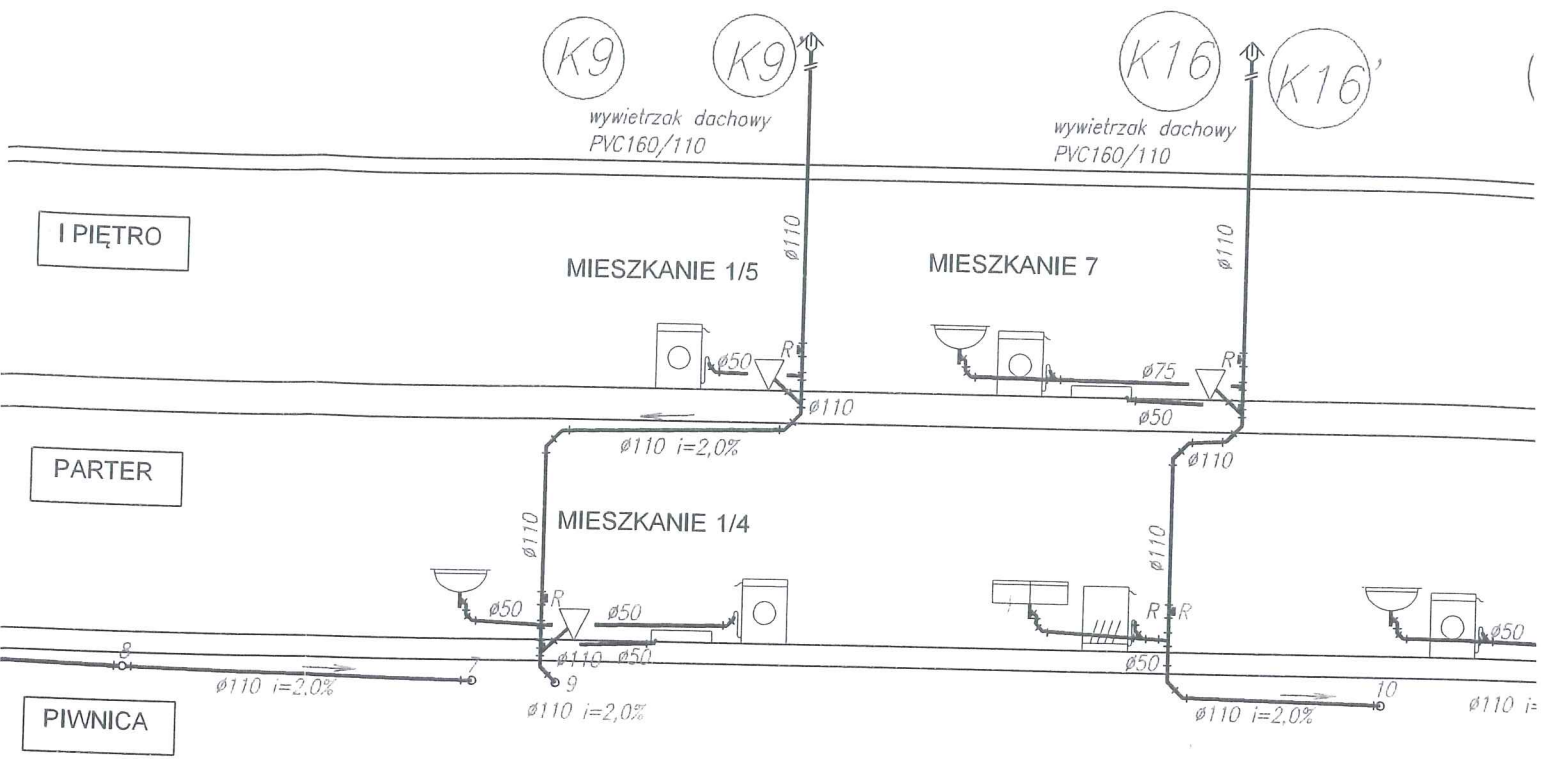 K9
K9'
K16
K16'
wywietrzak dachowy
PVC160/110
wywietrzak dachowy
PVC160/110
I PIĘTRO
ø110
ø110
MIESZKANIE 1/5
MIESZKANIE 7
R
ø50
R
ø75
ø110
ø50
ø110 i=2,0%
ø110
PARTER
MIESZKANIE 1/4
ø110
ø110
R
ø50
ø50
R
R
ø50
8
7
ø110
ø50
ø50
ø110 i=2,0%
9
10
ø110 i=2,0%
ø110 i=2,0%
ø110 i=
PIWNICA